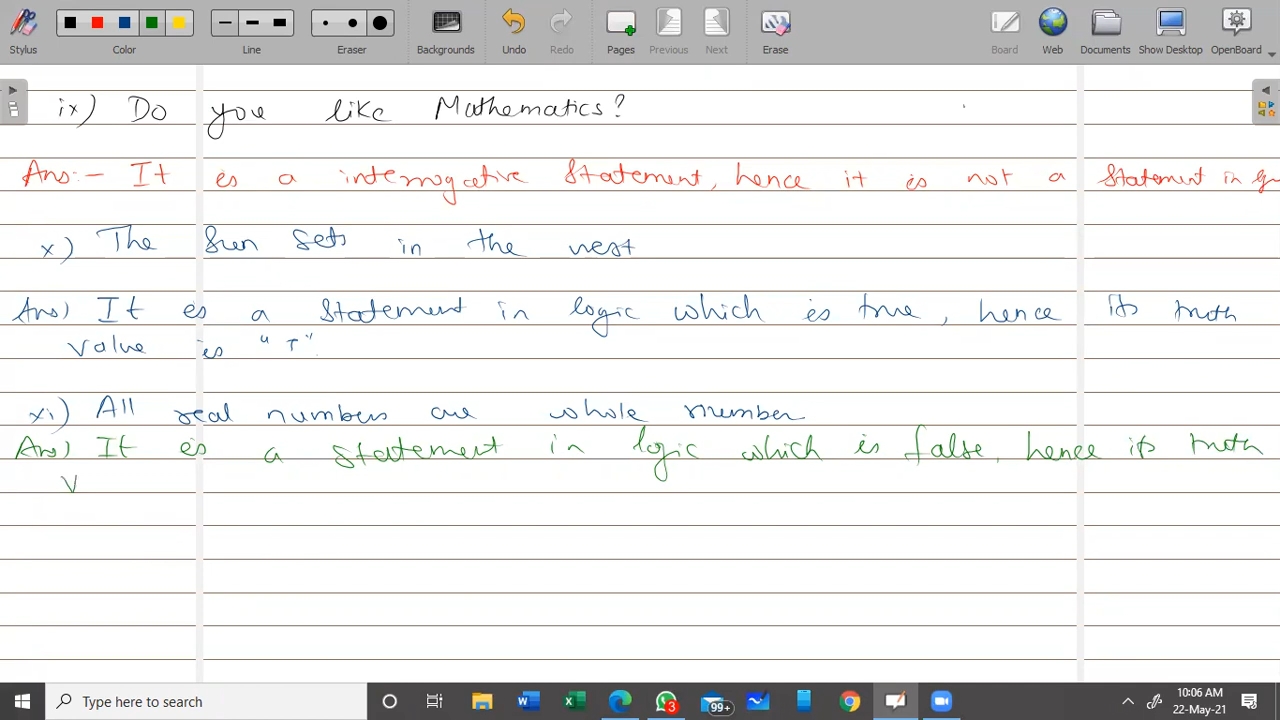 Stylus
Color
Line
Eraser
Backgrounds
Undo
Redo
Pages
Previous
Next
Erase
Board
Web
Documents
Show Desktop
OpenBoard
ix) Do you like Mathematics?
Ans:- It is a interrogative Statement, hence it is not a Statement in
x) The Sun Sets in the west
Ans) It is a Statement in logic which is true, hence its truth
value is "T".
xi) All real numbers are whole number
Ans) It is a statement in logic which is false, hence its truth
V
Type here to search
3
99+
10:06 AM
22-May-21